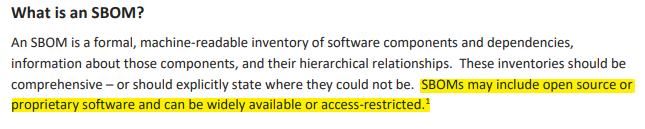 What is an SBOM?
An SBOM is a formal, machine-readable inventory of software components and dependencies,
information about those components, and their hierarchical relationships.  These inventories should be
comprehensive – or should explicitly state where they could not be.  SBOMs may include open source or
proprietary software and can be widely available or access-restricted.¹